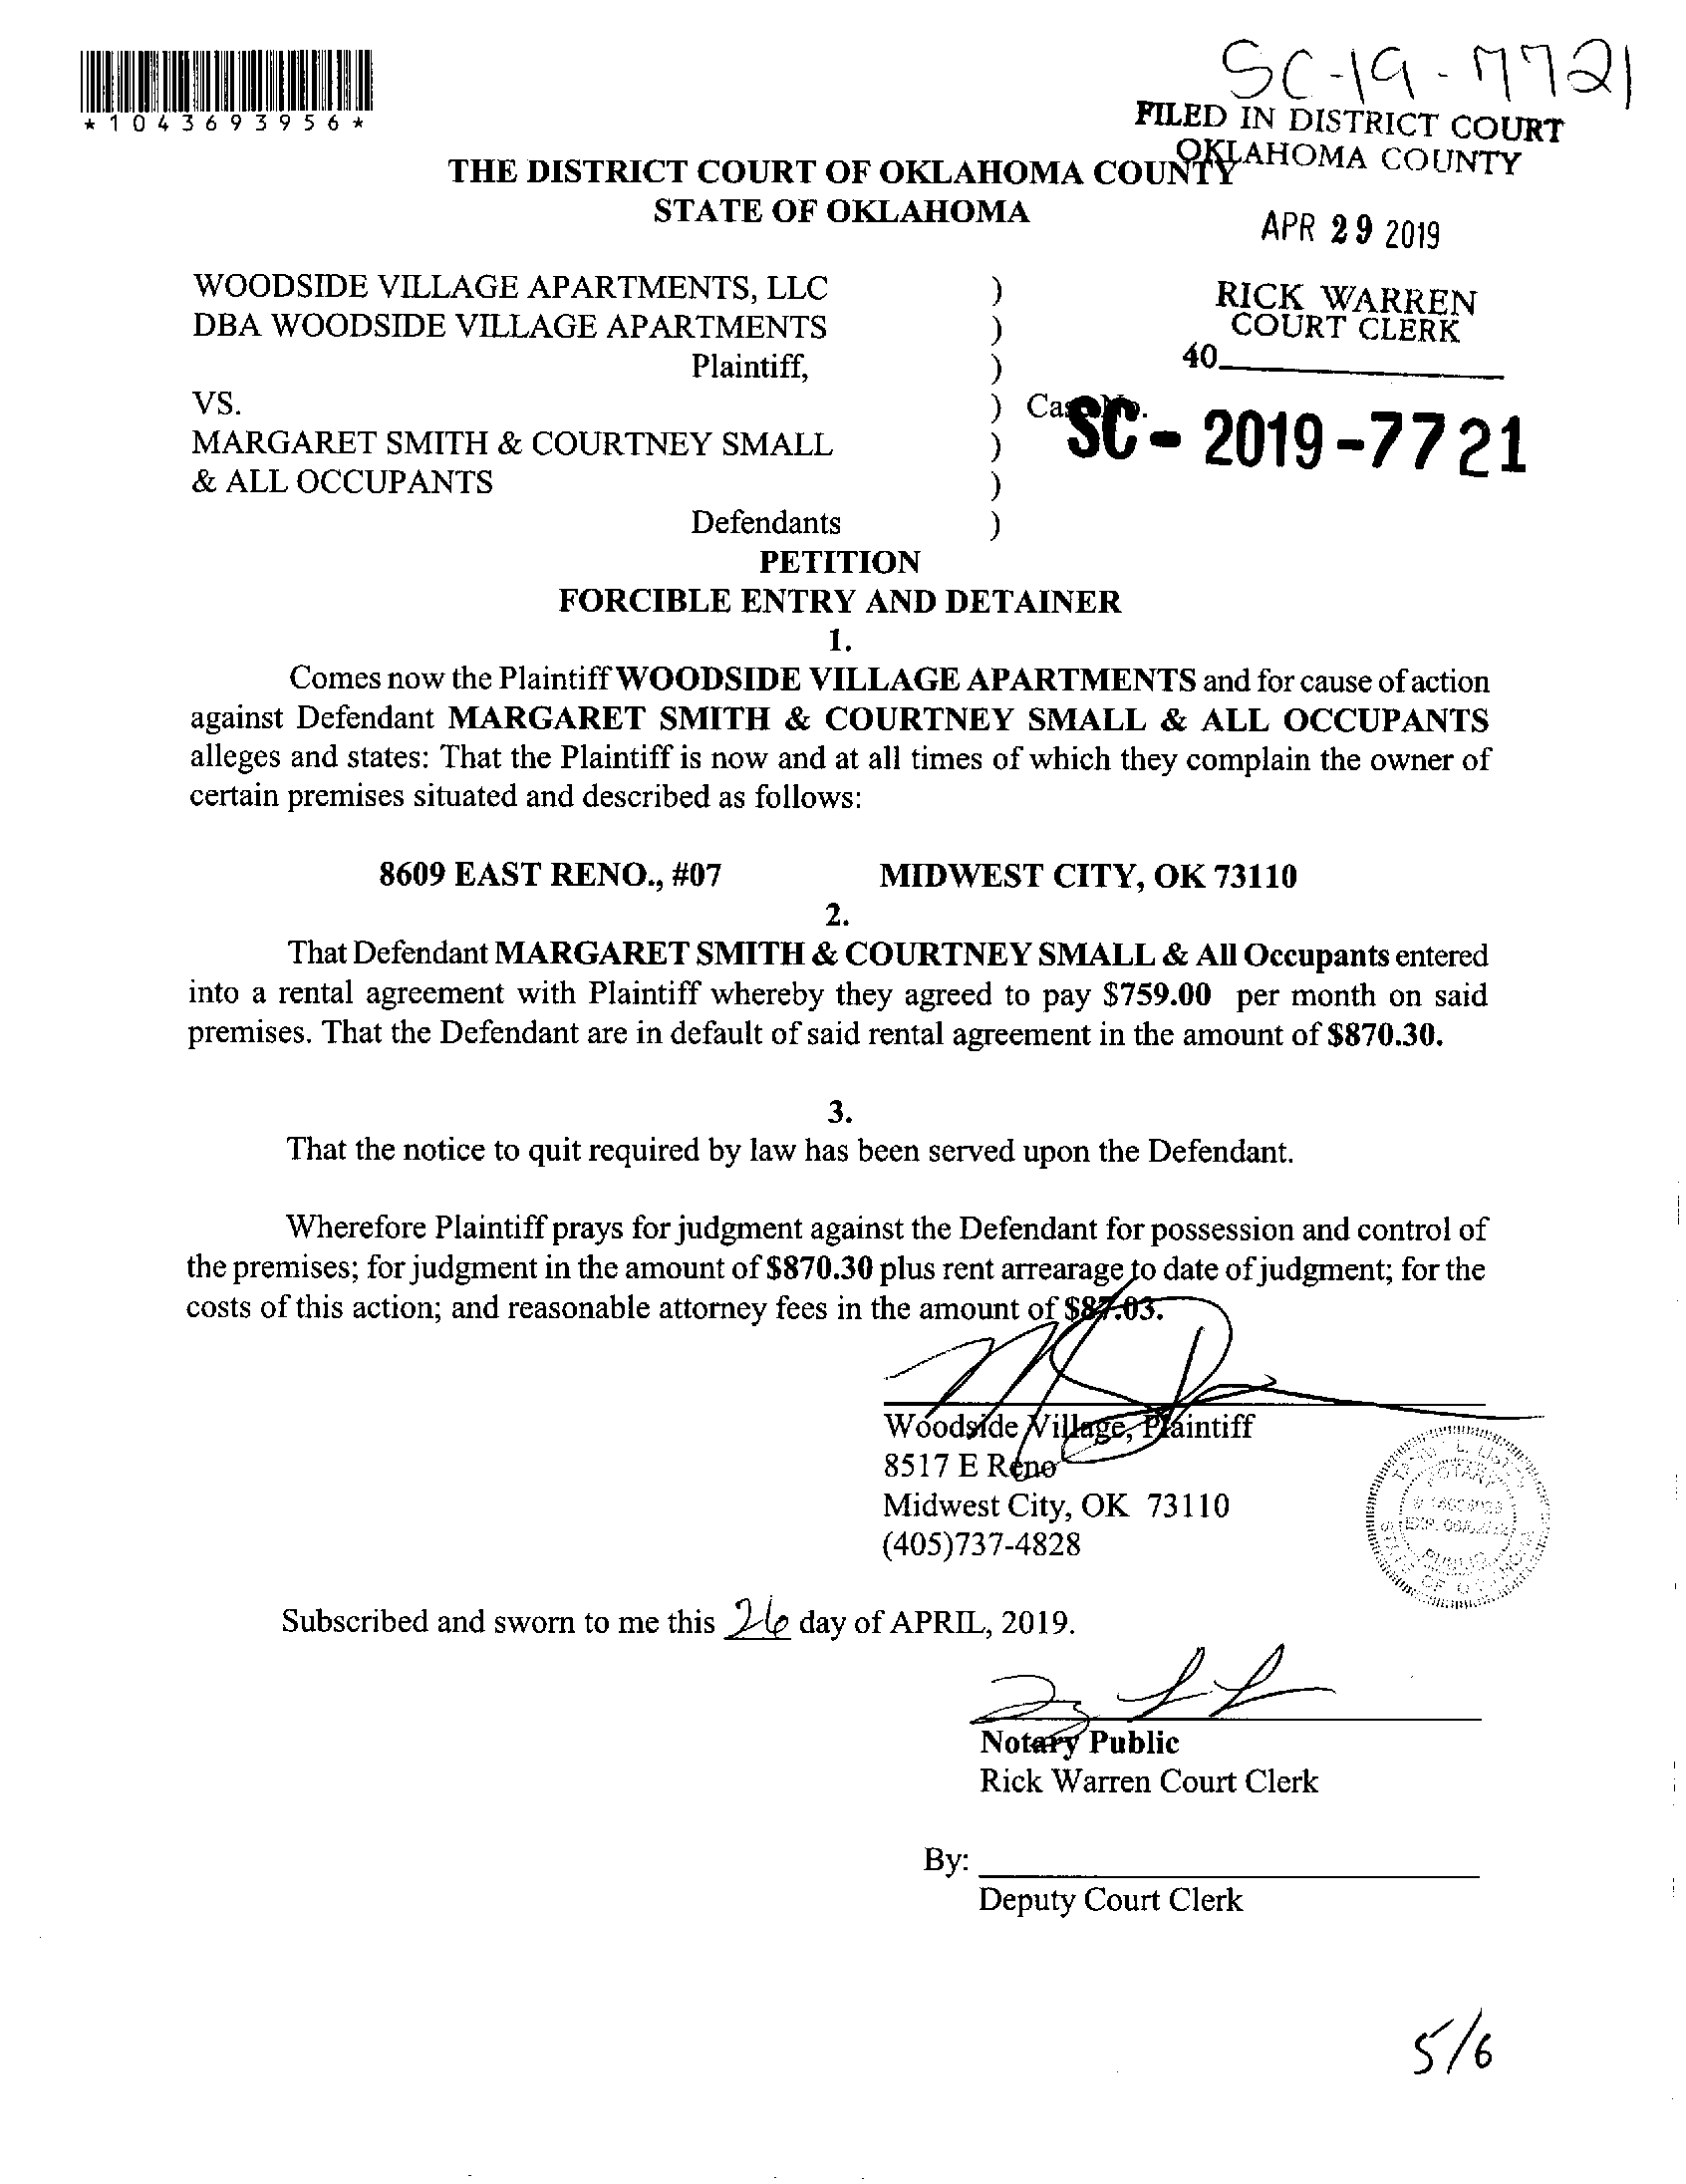 SC-19-7721
*1043693956*
FILED IN DISTRICT COURT
OKLAHOMA COUNTY
THE DISTRICT COURT OF OKLAHOMA COUNTY
STATE OF OKLAHOMA
APR 29 2019
WOODSIDE VILLAGE APARTMENTS, LLC )
DBA WOODSIDE VILLAGE APARTMENTS )
Plaintiff, )
RICK WARREN
COURT CLERK
40
VS. ) Case No.
SC - 2019 - 7721
MARGARET SMITH & COURTNEY SMALL )
& ALL OCCUPANTS )
Defendants )
PETITION
FORCIBLE ENTRY AND DETAINER
1.
Comes now the Plaintiff WOODSIDE VILLAGE APARTMENTS and for cause of action
against Defendant MARGARET SMITH & COURTNEY SMALL & ALL OCCUPANTS
alleges and states: That the Plaintiff is now and at all times of which they complain the owner of
certain premises situated and described as follows:
8609 EAST RENO., #07 MIDWEST CITY, OK 73110
2.
That Defendant MARGARET SMITH & COURTNEY SMALL & All Occupants entered
into a rental agreement with Plaintiff whereby they agreed to pay $759.00 per month on said
premises. That the Defendant are in default of said rental agreement in the amount of $870.30.
3.
That the notice to quit required by law has been served upon the Defendant.
Wherefore Plaintiff prays for judgment against the Defendant for possession and control of
the premises; for judgment in the amount of $870.30 plus rent arrearage to date of judgment; for the
costs of this action; and reasonable attorney fees in the amount of $87.03.
Woodside Village, Plaintiff
8517 E Reno
Midwest City, OK 73110
(405)737-4828
NOTARY
PUBLIC
STATE OF OKLAHOMA
Subscribed and sworn to me this 26 day of APRIL, 2019.
Notary Public
Rick Warren Court Clerk
By:
Deputy Court Clerk
5/6